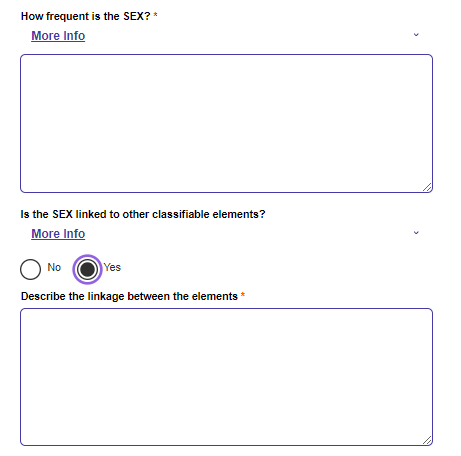 How frequent is the SEX? *
More Info
Is the SEX linked to other classifiable elements?
More Info
No Yes
Describe the linkage between the elements *